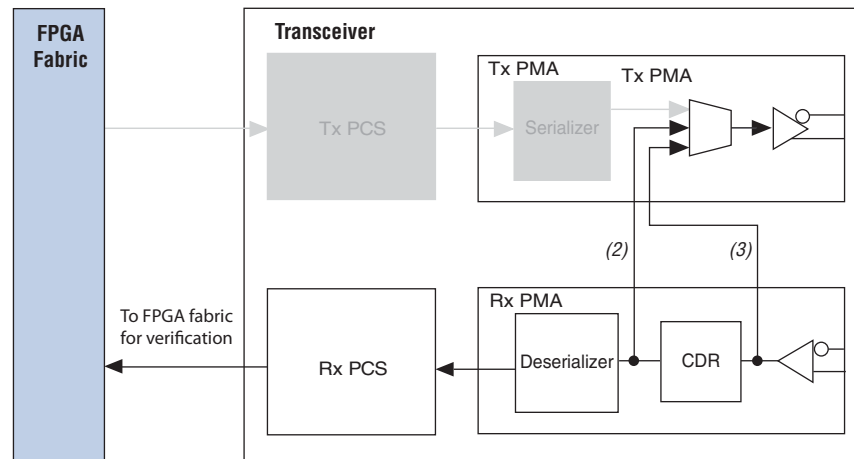 FPGA
Fabric
Transceiver
Tx PMA
Tx PMA
Tx PCS
Serializer
(2)
(3)
To FPGA fabric
for verification
Rx PMA
Rx PCS
Deserializer
CDR